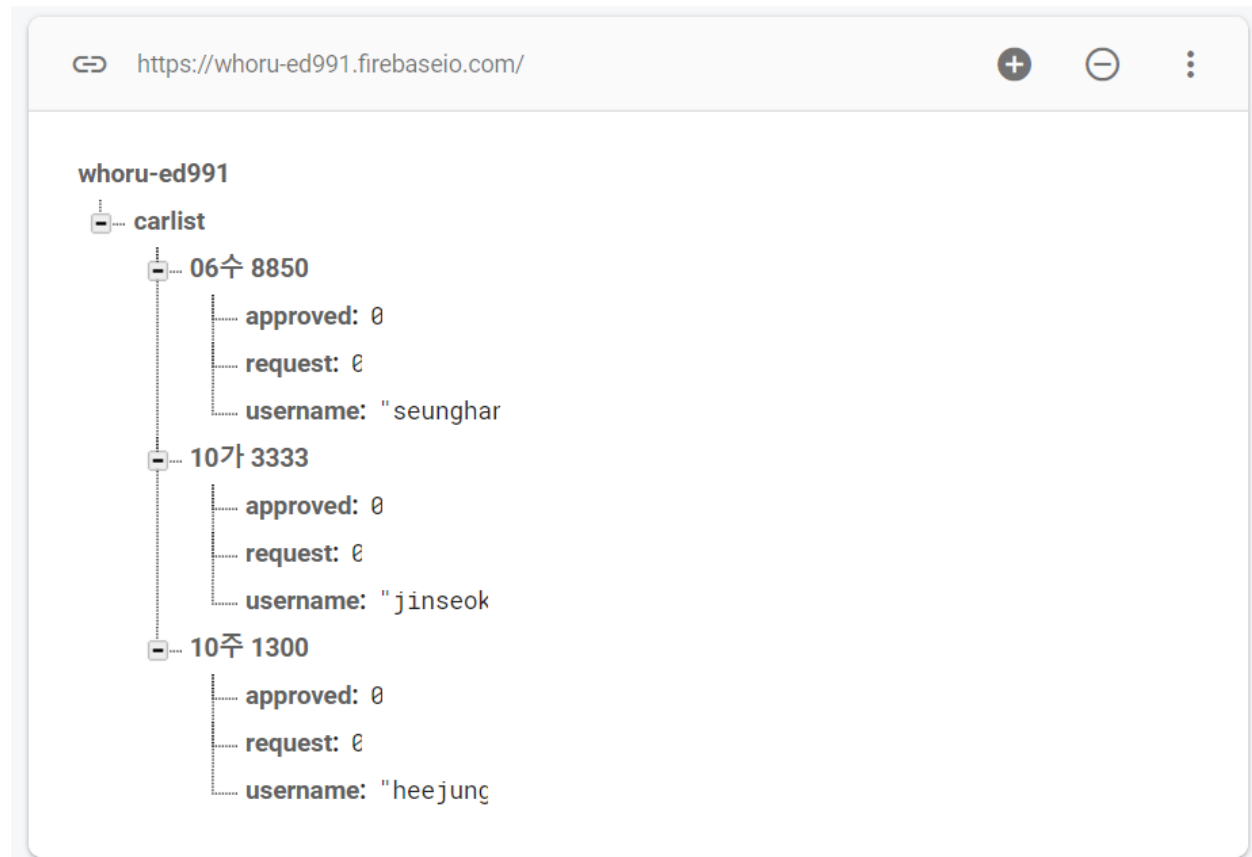 https://whoru-ed991.firebaseio.com/
whoru-ed991
carlist
06수 8850
approved: 0
request: 0
username: "seunghar
10가 3333
approved: 0
request: 0
username: "jinseok
10주 1300
approved: 0
request: 0
username: "heejung